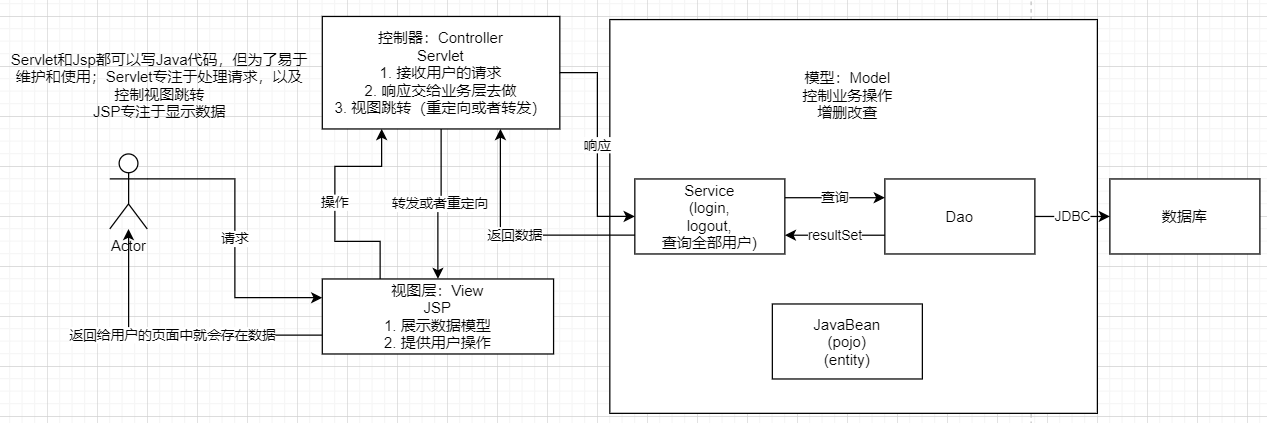 Servlet和Jsp都可以写Java代码，但为了易于
维护和使用；Servlet专注于处理请求，以及
控制视图跳转
JSP专注于显示数据
Actor
请求
返回给用户的页面中就会存在数据
控制器：Controller
Servlet
1. 接收用户的请求
2. 响应交给业务层去做
3. 视图跳转（重定向或者转发）
操作
转发或者重定向
视图层：View
JSP
1. 展示数据模型
2. 提供用户操作
响应
返回数据
模型：Model
控制业务操作
增删改查
Service
(login,
logout,
查询全部用户)
查询
resultSet
Dao
JDBC
数据库
JavaBean
(pojo)
(entity)